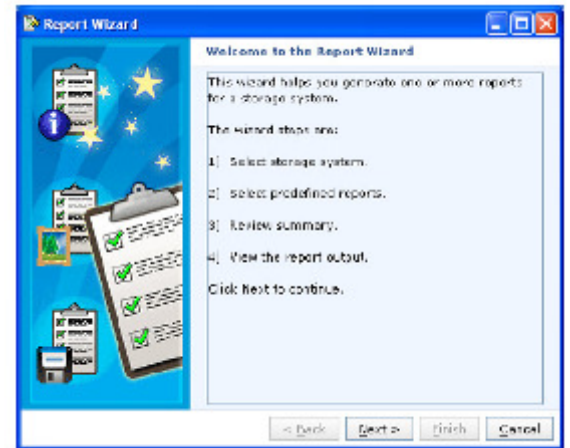 Report Wizard
Welcome to the Report Wizard
This wizard helps you generate one or more reports
for a storage system.
The wizard steps are:
1) Select storage system.
2) Select predefined reports.
3) Review summary.
4) View the report output.
Click Next to continue.
< Back Next > Finish Cancel